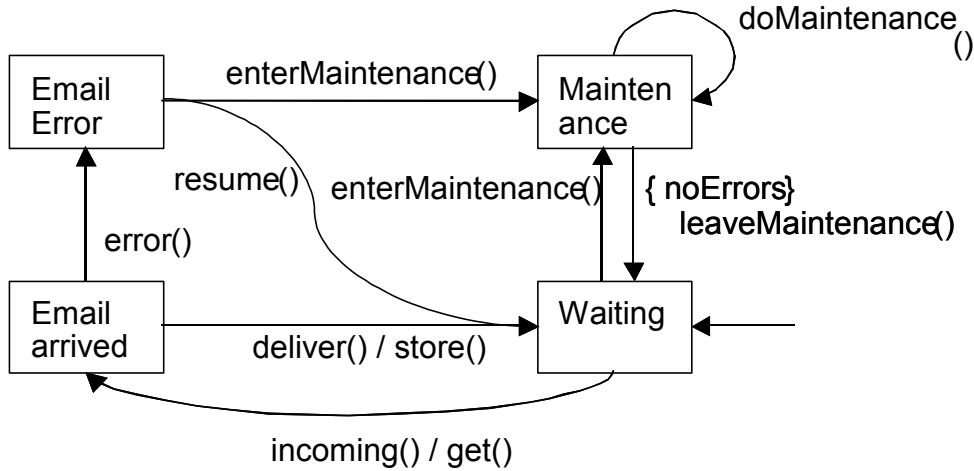 doMaintenance
()
enterMaintenance()
Email
Error
Mainten
ance
resume()
enterMaintenance()
{ noErrors}
leaveMaintenance()
error()
Email
arrived
Waiting
deliver() / store()
incoming() / get()